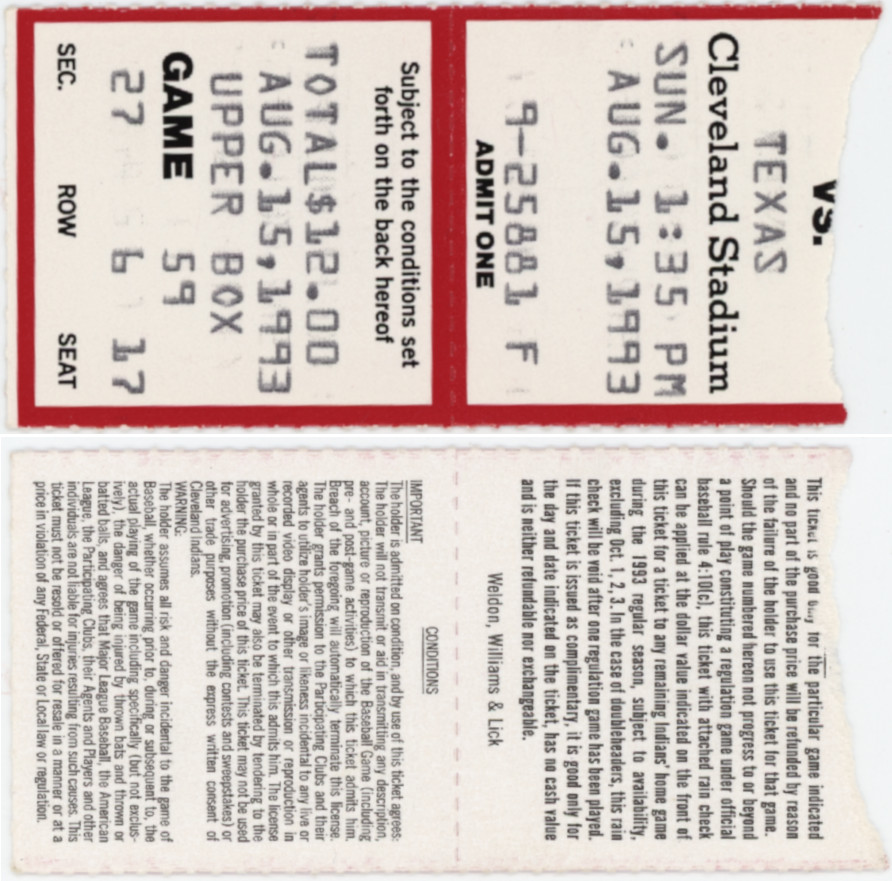 VS.
TEXAS
Cleveland Stadium
SUN. 1:35 PM
AUG.15,1993
9-25881 F
ADMIT ONE
Subject to the conditions set
forth on the back hereof
TOTAL$12.00
AUG.15,1993
UPPER BOX
GAME 59
27 6 17
SEC. ROW SEAT
This ticket is good only for the particular game indicated
and no part of the purchase price will be refunded by reason
of the failure of the holder to use this ticket for that game.
Should the game numbered hereon not progress to or beyond
a point of play constituting a regulation game under official
baseball rule 4:10(c), this ticket with attached rain check
can be applied at the dollar value indicated on the front of
this ticket for a ticket to any remaining Indians' home game
during the 1993 regular season, subject to availability,
excluding Oct. 1, 2, 3. In the case of doubleheaders, this rain
check will be void after one regulation game has been played.
If this ticket is issued as complimentary, it is good only for
the day and date indicated on the ticket, has no cash value
and is neither refundable nor exchangeable.
Weldon, Williams & Lick
CONDITIONS
IMPORTANT
The holder is admitted on condition, and by use of this ticket agrees:
The holder will not transmit or aid in transmitting any description,
account, picture or reproduction of the Baseball Game (including
pre- and post-game activities) to which this ticket admits him.
Breach of the foregoing will automatically terminate this license.
The holder grants permission to the Participating Clubs and their
agents to utilize holder's image or likeness incidental to any live or
recorded video display or other transmission or reproduction in
whole or in part of the event to which this admits him. The license
granted by this ticket may also be terminated by tendering to the
holder the purchase price of this ticket. This ticket may not be used
for advertising, promotion (including contests and sweepstakes) or
other trade purposes without the express written consent of
Cleveland Indians.
WARNING:
The holder assumes all risk and danger incidental to the game of
Baseball, whether occurring prior to, during or subsequent to, the
actual playing of the game including specifically (but not exclus-
ively), the danger of being injured by thrown bats and thrown or
batted balls, and agrees that Major League Baseball, the American
League, the Participating Clubs, their Agents and Players and other
individuals are not liable for injuries resulting from such causes. This
ticket must not be resold or offered for resale in a manner or at a
price in violation of any Federal, State or Local law or regulation.